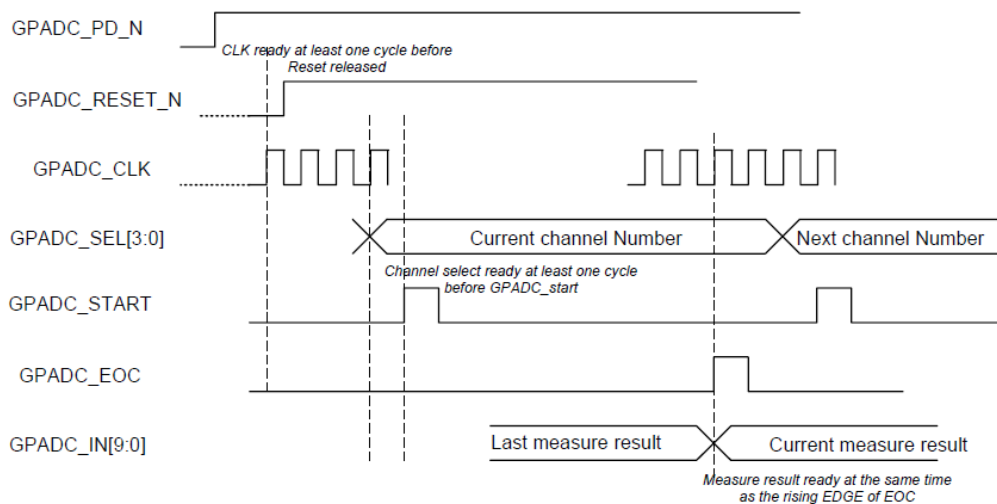 GPADC_PD_N
CLK ready at least one cycle before
Reset released
GPADC_RESET_N
GPADC_CLK
GPADC_SEL[3:0]
Current channel Number
Next channel Number
Channel select ready at least one cycle
before GPADC_start
GPADC_START
GPADC_EOC
GPADC_IN[9:0]
Last measure result
Current measure result
Measure result ready at the same time
as the rising EDGE of EOC